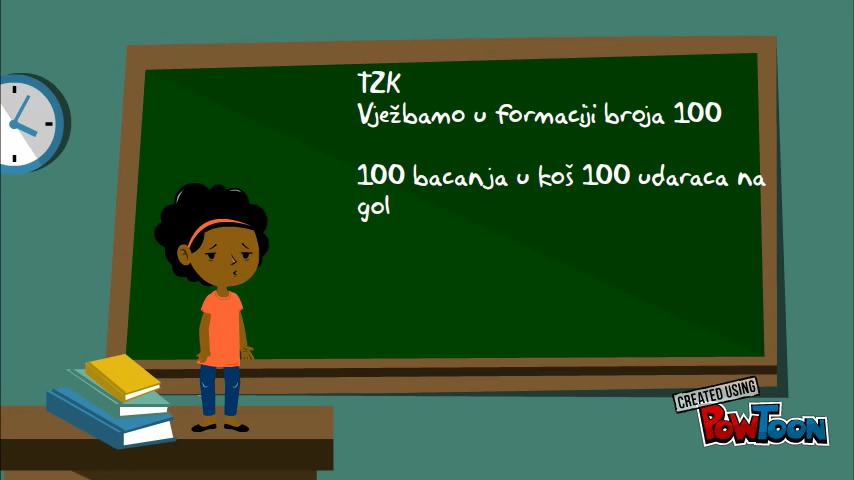 TZK
Vježbamo u formaciji broja 100
100 bacanja u koš 100 udaraca na
gol
CREATED USING
POWTOON